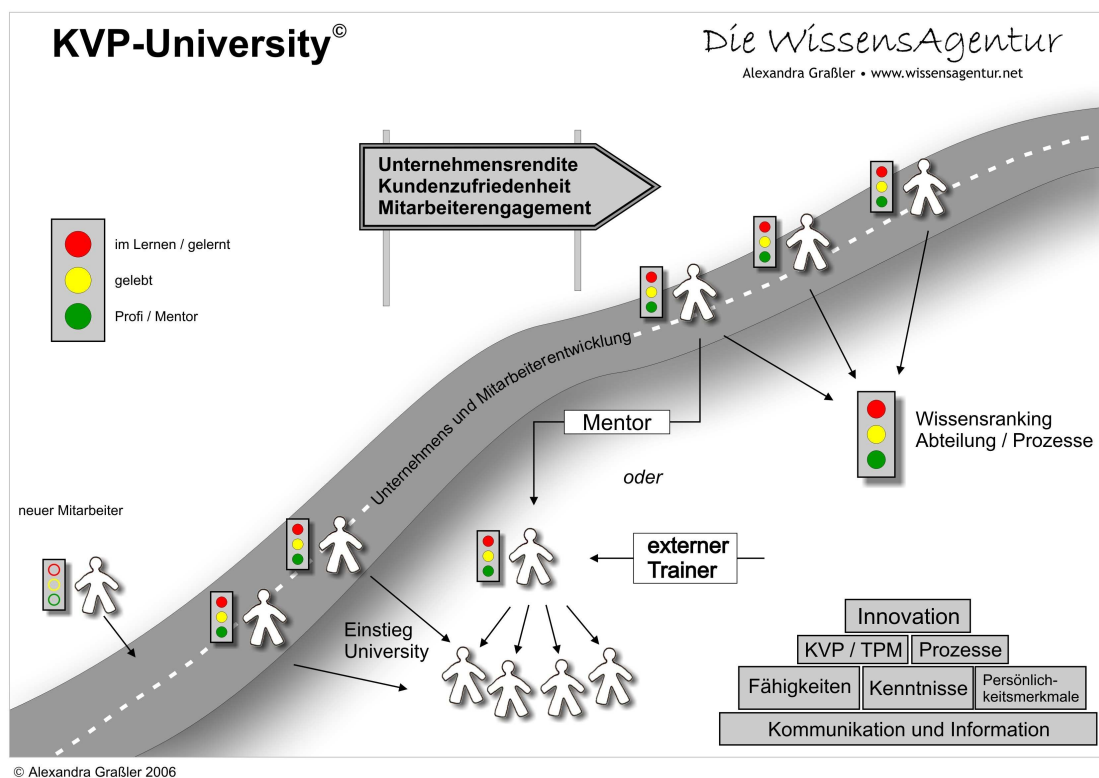 KVP-University©
Die WissensAgentur
Alexandra Graßler • www.wissensagentur.net
Unternehmensrendite
Kundenzufriedenheit
Mitarbeiterengagement
im Lernen / gelernt
gelebt
Profi / Mentor
Unternehmens und Mitarbeiterentwicklung
Mentor
oder
Wissensranking
Abteilung / Prozesse
neuer Mitarbeiter
externer
Trainer
Einstieg
University
Innovation
KVP / TPM
Prozesse
Fähigkeiten
Kenntnisse
Persönlich-
keitsmerkmale
Kommunikation und Information
© Alexandra Graßler 2006